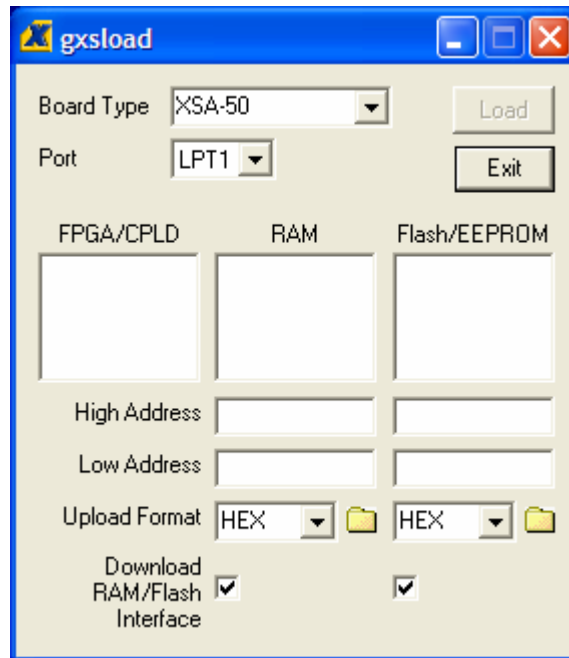 gxsload
Board Type XSA-50 Load
Port LPT1 Exit
FPGA/CPLD RAM Flash/EEPROM
High Address
Low Address
Upload Format HEX HEX
Download
RAM/Flash
Interface